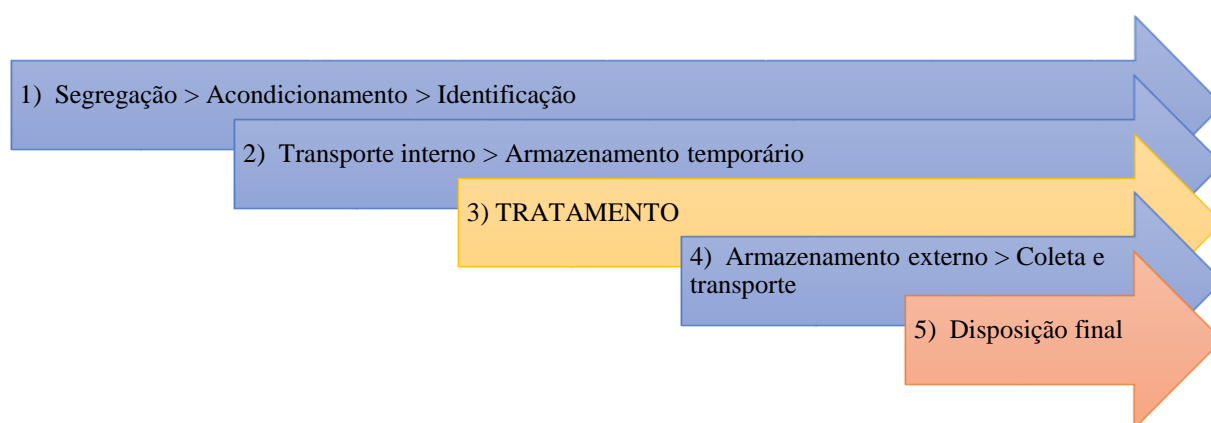 1) Segregação > Acondicionamento > Identificação
2) Transporte interno > Armazenamento temporário
3) TRATAMENTO
4) Armazenamento externo > Coleta e
transporte
5) Disposição final